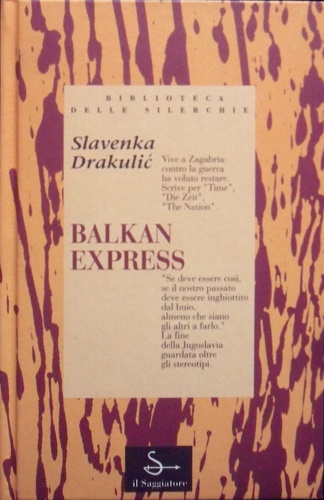 BIBLIOTECA
DELLE SILERCHIE
Slavenka
Drakulić
Vive a Zagabria:
contro la guerra
ha voluto restare.
Scrive per "Time",
"Die Zeit",
"The Nation".
BALKAN
EXPRESS
"Se deve essere così,
se il nostro passato
deve essere inghiottito
dal buio,
almeno che siano
gli altri a farlo."
La fine
della Jugoslavia
guardata oltre
gli stereotipi.
il Saggiatore